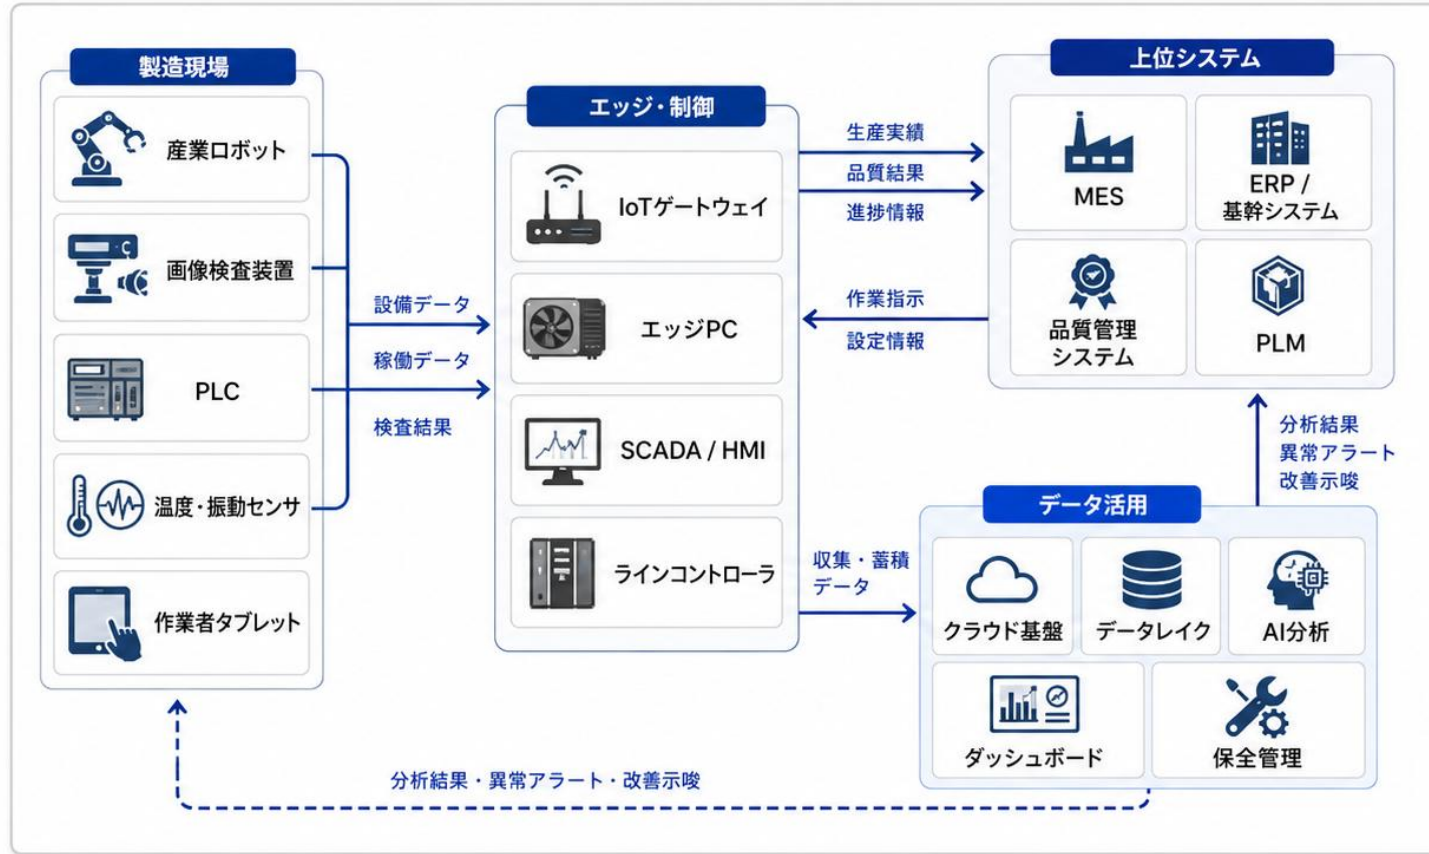 製造現場
産業ロボット
画像検査装置
PLC
温度・振動センサ
作業者タブレット
設備データ
稼働データ
検査結果
エッジ・制御
IoTゲートウェイ
エッジPC
SCADA / HMI
ラインコントローラ
生産実績
品質結果
進捗情報
作業指示
設定情報
上位システム
MES
ERP /
基幹システム
品質管理
システム
PLM
分析結果
異常アラート
改善示唆
収集・蓄積
データ
データ活用
クラウド基盤
データレイク
AI分析
ダッシュボード
保全管理
分析結果・異常アラート・改善示唆